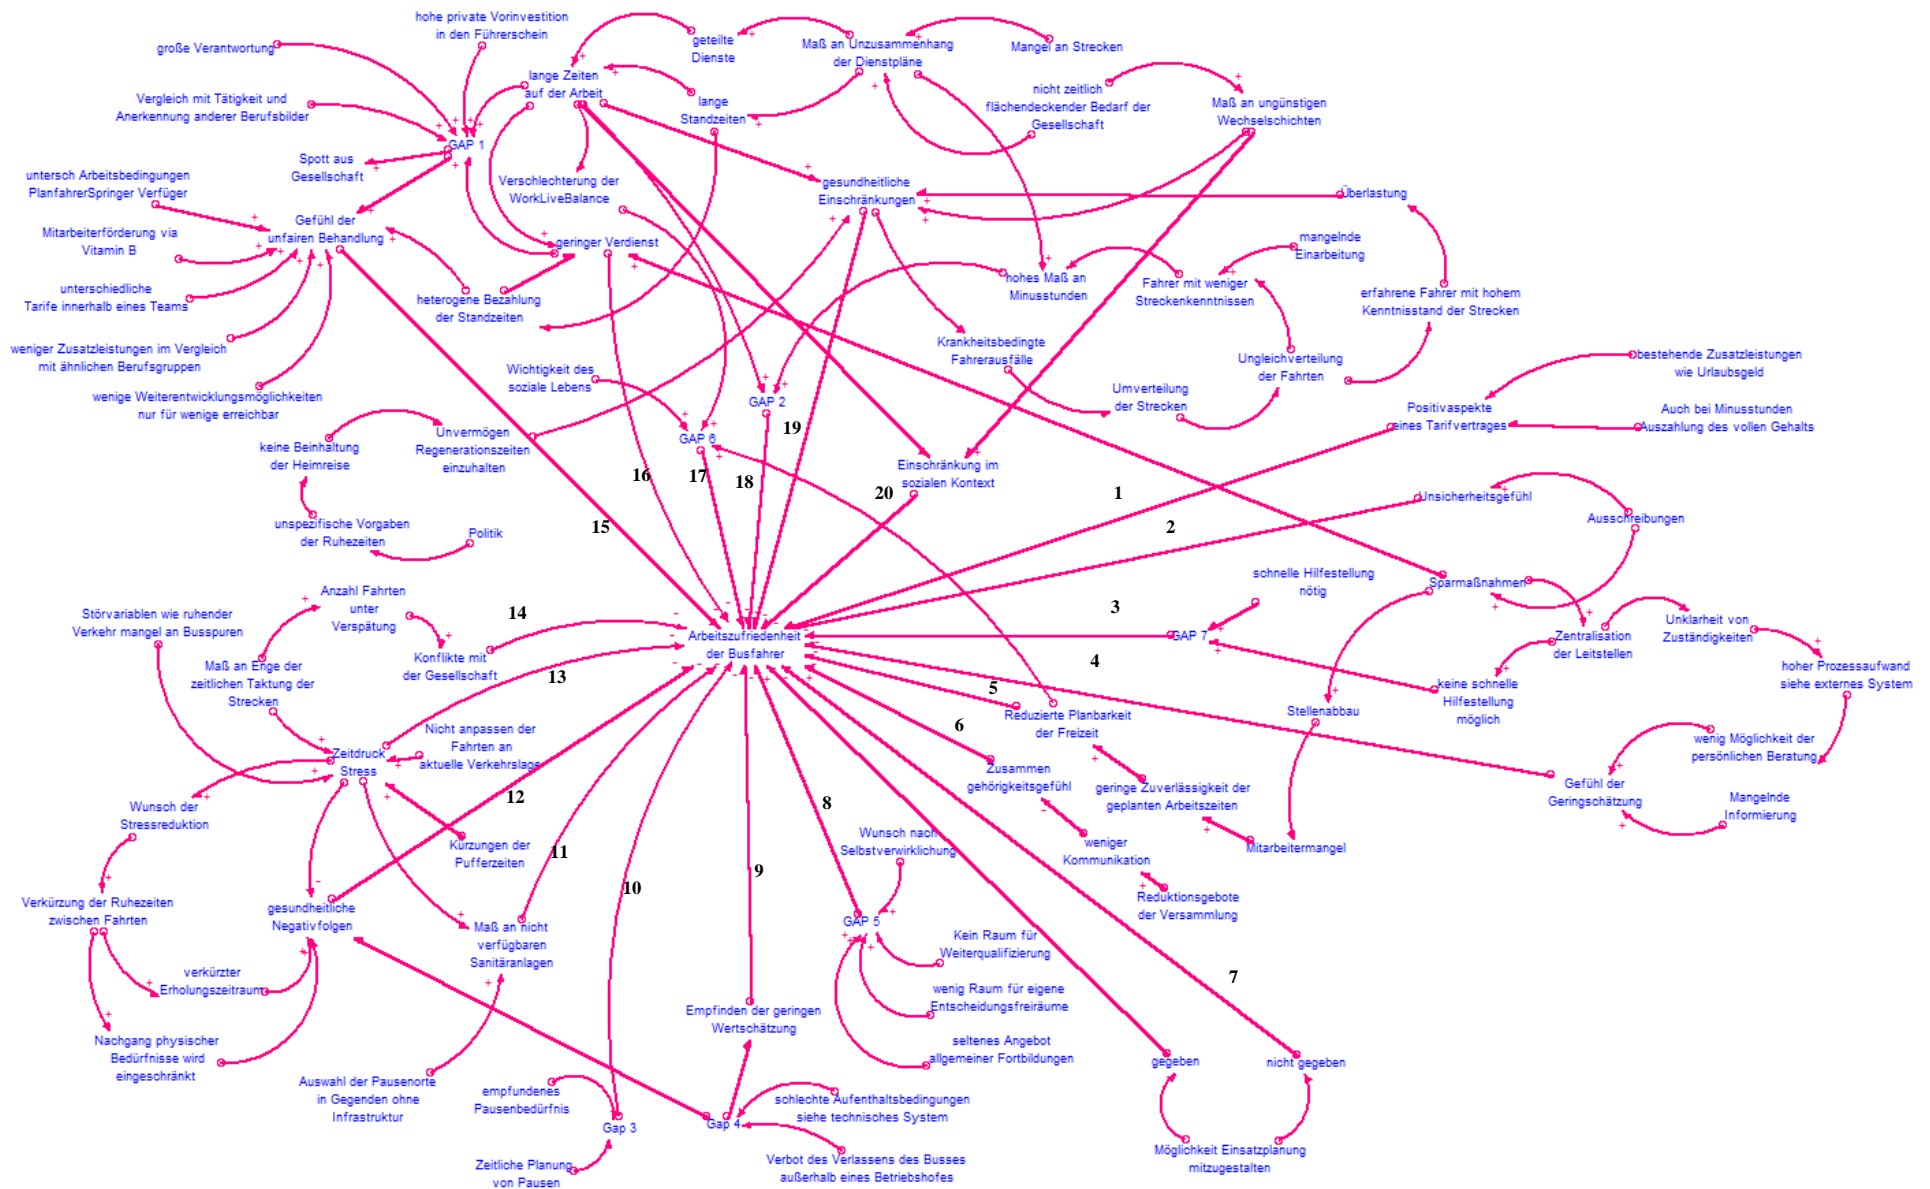 hohe private Vorinvestition
in den Führerschein
große Verantwortung
geteilte
Dienste
Maß an Unzusammenhang
der Dienstpläne
Mangel an Strecken
lange Zeiten
auf der Arbeit
Vergleich mit Tätigkeit und
Anerkennung anderer Berufsbilder
lange
Standzeiten
nicht zeitlich
flächendeckender Bedarf der
Gesellschaft
Maß an ungünstigen
Wechselschichten
GAP 1
Spott aus
Gesellschaft
untersch Arbeitsbedingungen
PlanfahrerSpringer Verfüger
Verschlechterung der
WorkLiveBalance
gesundheitliche
Einschränkungen
Überlastung
Gefühl der
unfairen Behandlung
Mitarbeiterförderung via
Vitamin B
geringer Verdienst
mangelnde
Einarbeitung
unterschiedliche
Tarife innerhalb eines Teams
heterogene Bezahlung
der Standzeiten
hohes Maß an
Minusstunden
Fahrer mit weniger
Streckenkenntnissen
erfahrene Fahrer mit hohem
Kenntnisstand der Strecken
weniger Zusatzleistungen im Vergleich
mit ähnlichen Berufsgruppen
Krankheitsbedingte
Fahrerausfälle
Ungleichverteilung
der Fahrten
bestehende Zusatzleistungen
wie Urlaubsgeld
Wichtigkeit des
soziale Lebens
wenige Weiterentwicklungsmöglichkeiten
nur für wenige erreichbar
GAP 2
Umverteilung
der Strecken
Positivaspekte
eines Tarifvertrages
Auch bei Minusstunden
Auszahlung des vollen Gehalts
19
GAP 6
Unvermögen
Regenerationszeiten
einzuhalten
keine Beinhaltung
der Heimreise
16
17
18
Einschränkung im
sozialen Kontext
20
1
Unsicherheitsgefühl
Ausschreibungen
unspezifische Vorgaben
der Ruhezeiten
Politik
15
2
schnelle Hilfestellung
nötig
Sparmaßnahmen
Anzahl Fahrten
unter
Verspätung
14
3
Störvariablen wie ruhender
Verkehr mangel an Busspuren
Arbeitszufriedenheit
der Busfahrer
GAP 7
Zentralisation
der Leitstellen
Unklarheit von
Zuständigkeiten
Konflikte mit
der Gesellschaft
Maß an Enge der
zeitlichen Taktung der
Strecken
13
4
hoher Prozessaufwand
siehe externes System
keine schnelle
Hilfestellung
möglich
5
Reduzierte Planbarkeit
der Freizeit
Stellenabbau
6
Nicht anpassen der
Fahrten an
aktuelle Verkehrslage
wenig Möglichkeit der
persönlichen Beratung
Zeitdruck
Stress
Zusammen
gehörigkeitsgefühl
Gefühl der
Geringschätzung
12
8
geringe Zuverlässigkeit der
geplanten Arbeitszeiten
Mangelnde
Informierung
Wunsch der
Stressreduktion
Wunsch nach
Selbstverwirklichung
weniger
Kommunikation
Mitarbeitermangel
Kürzungen der
Pufferzeiten
11
9
10
Reduktionsgebote
der Versammlung
Verkürzung der Ruhezeiten
zwischen Fahrten
gesundheitliche
Negativfolgen
Maß an nicht
verfügbaren
Sanitäranlagen
GAP 5
Kein Raum für
Weiterqualifizierung
7
verkürzter
Erholungszeitraum
wenig Raum für eigene
Entscheidungsfreiräume
Empfinden der geringen
Wertschätzung
Nachgang physischer
Bedürfnisse wird
eingeschränkt
seltenes Angebot
allgemeiner Fortbildungen
gegeben
nicht gegeben
Auswahl der Pausenorte
in Gegenden ohne
Infrastruktur
empfundenes
Pausenbedürfnis
Gap 3
Gap 4
schlechte Aufenthaltsbedingungen
siehe technisches System
Möglichkeit Einsatzplanung
mitzugestalten
Zeitliche Planung
von Pausen
Verbot des Verlassens des Busses
außerhalb eines Betriebshofes